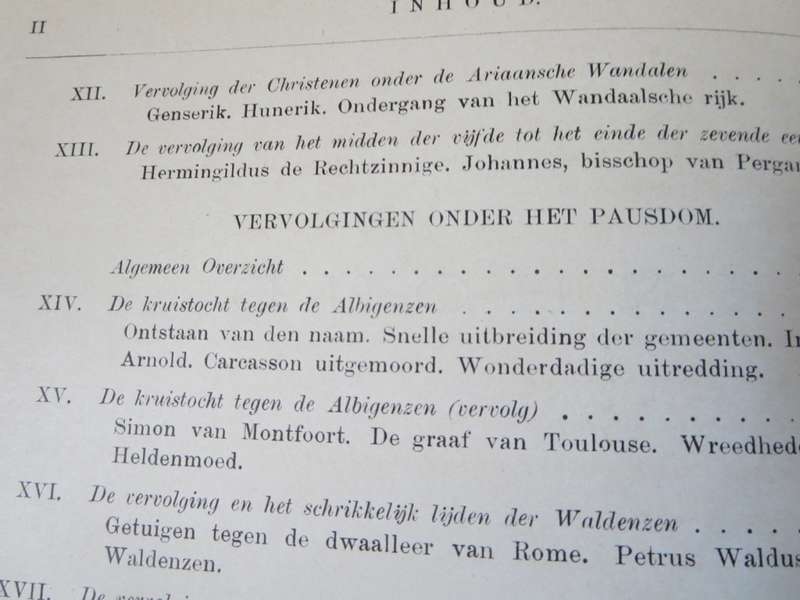 II
INHOUD.
XII. Vervolging der Christenen onder de Ariaansche Wandalen . . . .
Genserik. Hunerik. Ondergang van het Wandaalsche rijk.
XIII. De vervolging van het midden der vijfde tot het einde der zevende
Hermingildus de Rechtzinnige. Johannes, bisschop van
VERVOLGINGEN ONDER HET PAUSDOM.
Algemeen Overzicht . . . . . . . . . . . . . . .
XIV. De kruistocht tegen de Albigenzen . . . . . . . . . .
Ontstaan van den naam. Snelle uitbreiding der gemeenten.
Arnold. Carcasson uitgemoord. Wonderdadige uitredding.
XV. De kruistocht tegen de Albigenzen (vervolg) . . . . . . . .
Simon van Montfoort. De graaf van Toulouse.
Heldenmoed.
XVI. De vervolging en het schrikkelijk lijden der Waldenzen . . . .
Getuigen tegen de dwaalleer van Rome. Petrus Waldus
Waldenzen.
XVII. De